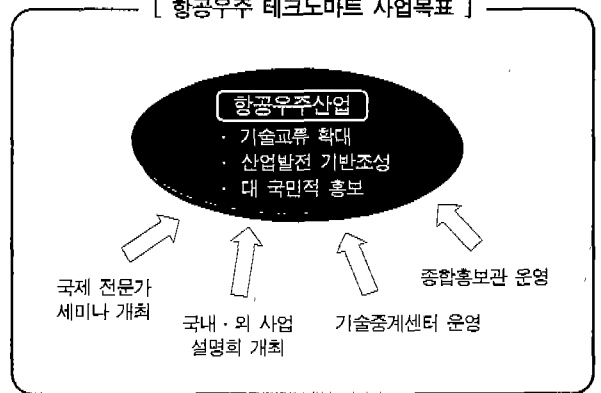 [ 항공우주 테크노마트 사업목표 ]
항공우주산업
· 기술교류 확대
· 산업발전 기반조성
· 대 국민적 홍보
국제 전문가
세미나 개최
국내 · 외 사업
설명회 개최
기술중계센터 운영
종합홍보관 운영